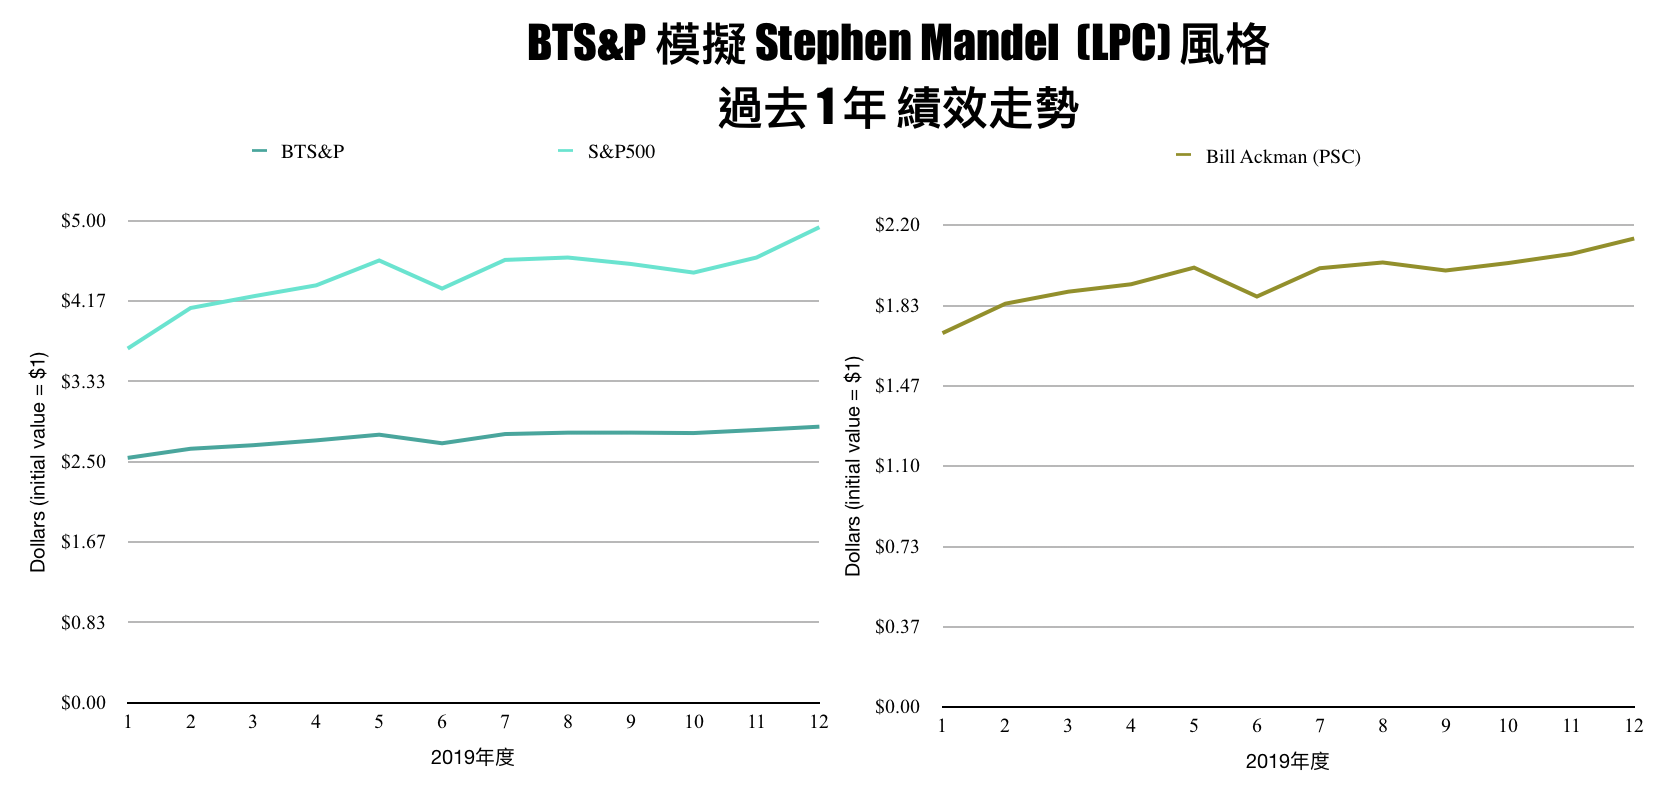 BTS&P 模擬 Stephen Mandel (LPC) 風格
過去 1 年 績效走勢
BTS&P
S&P500
$5.00
$4.17
$3.33
$2.50
$1.67
$0.83
$0.00
Dollars (initial value = $1)
1 2 3 4 5 6 7 8 9 10 11 12
2019年度
Bill Ackman (PSC)
$2.20
$1.83
$1.47
$1.10
$0.73
$0.37
$0.00
Dollars (initial value = $1)
1 2 3 4 5 6 7 8 9 10 11 12
2019年度